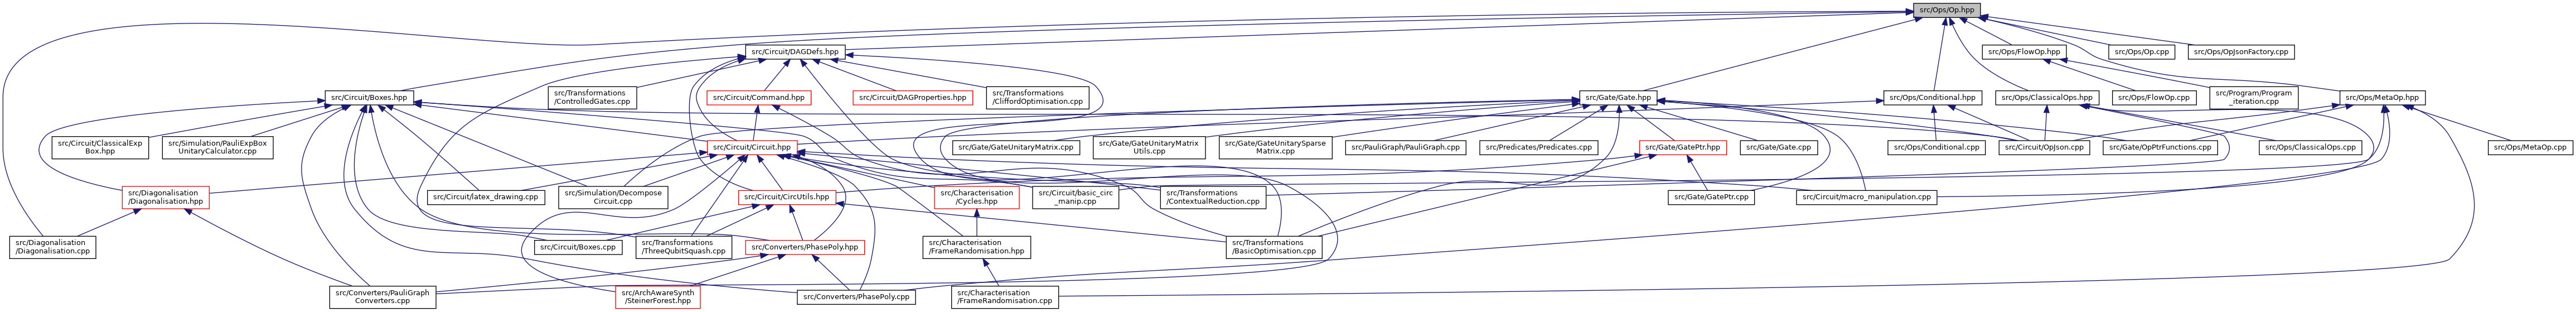 src/Ops/Op.hpp
src/Circuit/DAGDefs.hpp
src/Ops/FlowOp.hpp
src/Ops/Op.cpp
src/Ops/OpJsonFactory.cpp
src/Circuit/Boxes.hpp
src/Transformations
/ControlledGates.cpp
src/Circuit/Command.hpp
src/Circuit/DAGProperties.hpp
src/Transformations
/CliffordOptimisation.cpp
src/Gate/Gate.hpp
src/Ops/Conditional.hpp
src/Ops/ClassicalOps.hpp
src/Ops/FlowOp.cpp
src/Program/Program
_iteration.cpp
src/Ops/MetaOp.hpp
src/Circuit/ClassicalExp
Box.hpp
src/Simulation/PauliExpBox
UnitaryCalculator.cpp
src/Circuit/Circuit.hpp
src/Gate/GateUnitaryMatrix.cpp
src/Gate/GateUnitaryMatrix
Utils.cpp
src/Gate/GateUnitarySparse
Matrix.cpp
src/PauliGraph/PauliGraph.cpp
src/Predicates/Predicates.cpp
src/Gate/GatePtr.hpp
src/Gate/Gate.cpp
src/Ops/Conditional.cpp
src/Circuit/OpJson.cpp
src/Gate/OpPtrFunctions.cpp
src/Ops/ClassicalOps.cpp
src/Ops/MetaOp.cpp
src/Diagonalisation
/Diagonalisation.hpp
src/Circuit/latex_drawing.cpp
src/Simulation/Decompose
Circuit.cpp
src/Circuit/CircUtils.hpp
src/Characterisation
/Cycles.hpp
src/Circuit/basic_circ
_manip.cpp
src/Transformations
/ContextualReduction.cpp
src/Gate/GatePtr.cpp
src/Circuit/macro_manipulation.cpp
src/Diagonalisation
/Diagonalisation.cpp
src/Circuit/Boxes.cpp
src/Transformations
/ThreeQubitSquash.cpp
src/Converters/PhasePoly.hpp
src/Characterisation
/FrameRandomisation.hpp
src/Transformations
/BasicOptimisation.cpp
src/Converters/PauliGraph
Converters.cpp
src/ArchAwareSynth
/SteinerForest.hpp
src/Converters/PhasePoly.cpp
src/Characterisation
/FrameRandomisation.cpp